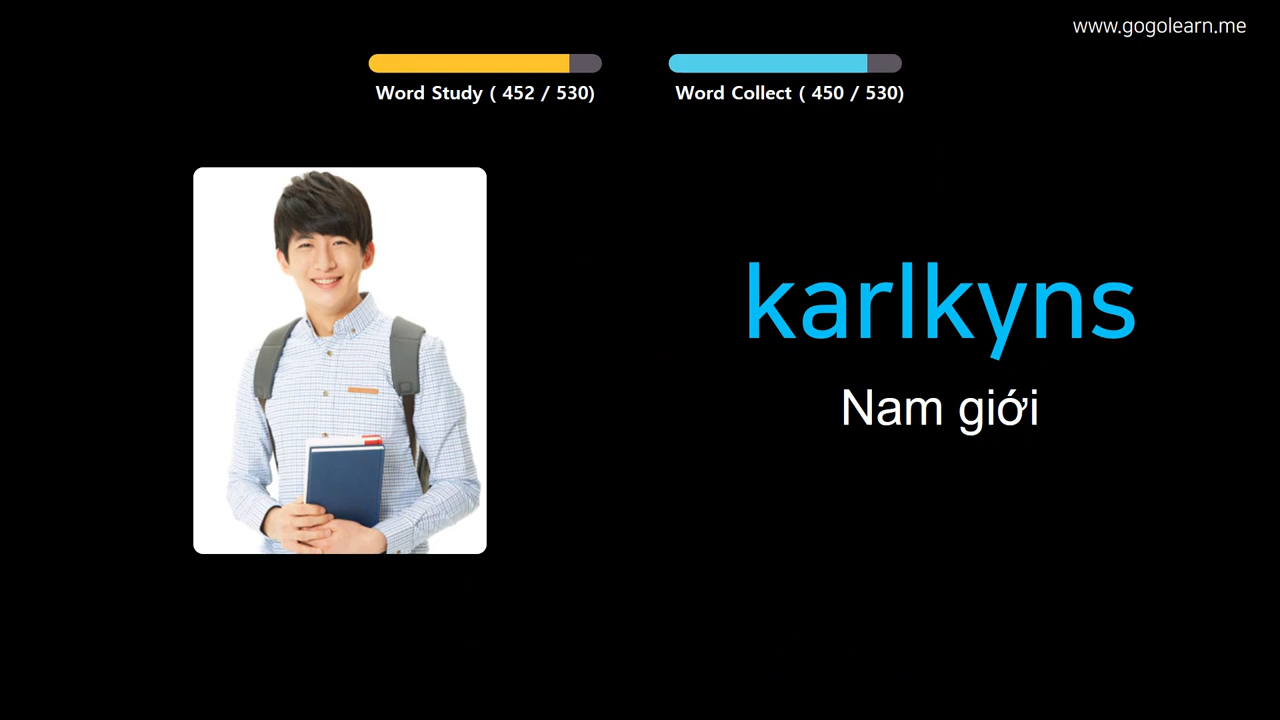 www.gogolearn.me
Word Study ( 452 / 530)
Word Collect ( 450 / 530)
karlkyns
Nam giới